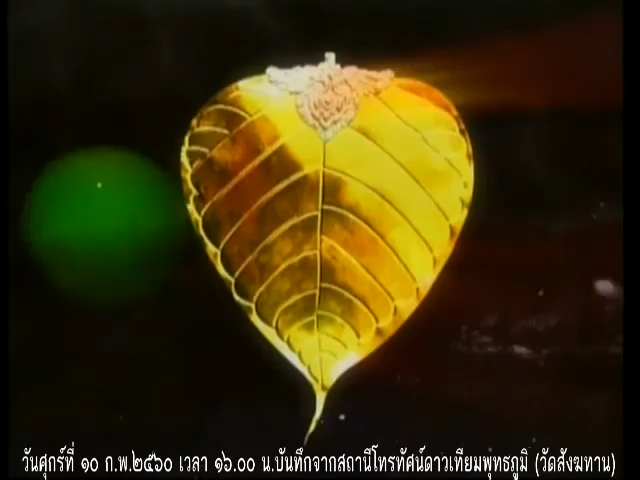 วันศุกร์ที่ ๑๐ ก.พ.๒๕๖๐ เวลา ๑๖.๐๐ น.บันทึกจากสถานีโทรทัศน์ดาวเทียมพุทธภูมิ (วัดสังฆทาน)